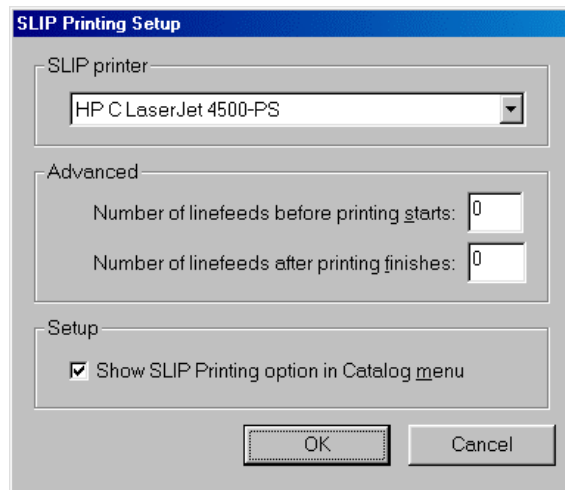 SLIP Printing Setup
SLIP printer
HP C LaserJet 4500-PS
Advanced
Number of linefeeds before printing starts: 0
Number of linefeeds after printing finishes: 0
Setup
Show SLIP Printing option in Catalog menu
OK Cancel